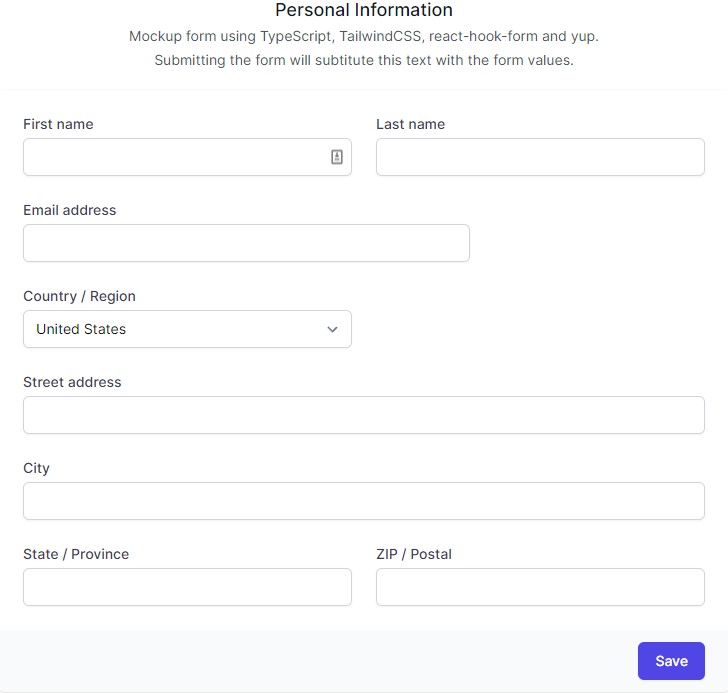 Personal Information
Mockup form using TypeScript, TailwindCSS, react-hook-form and yup.
Submitting the form will subtitute this text with the form values.
First name
Last name
Email address
Country / Region
United States
Street address
City
State / Province
ZIP / Postal
Save